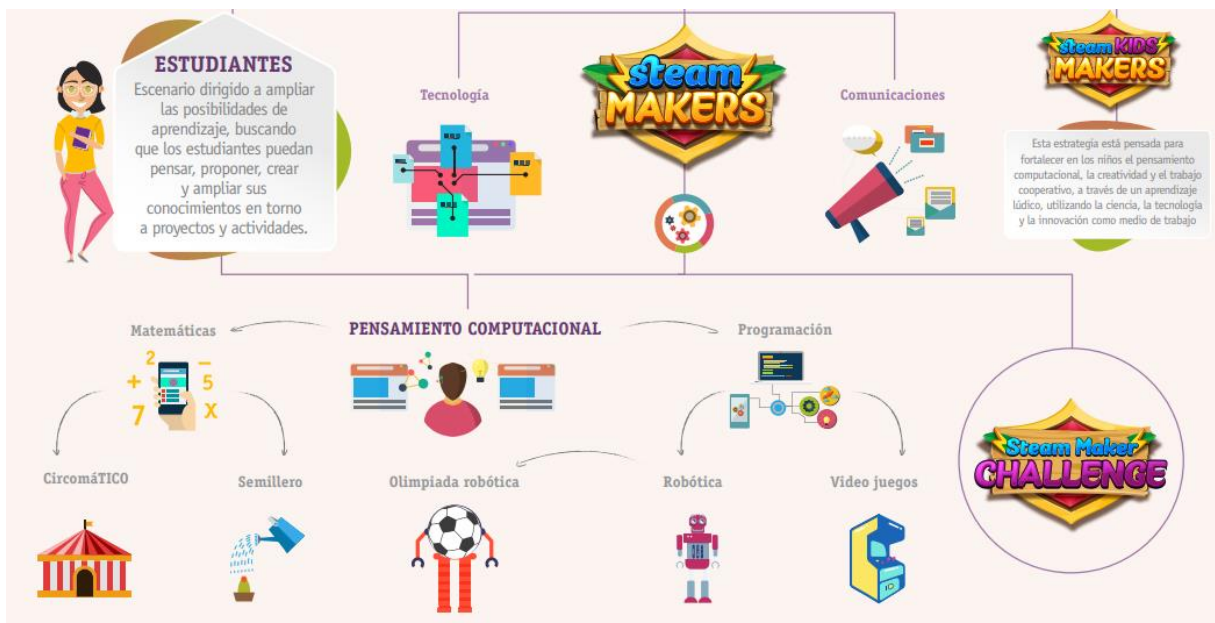 ESTUDIANTES
Escenario dirigido a ampliar
las posibilidades de
aprendizaje, buscando
que los estudiantes puedan
pensar, proponer, crear
y ampliar sus
conocimientos en torno
a proyectos y actividades.
Tecnología
steam
MAKERS
Comunicaciones
steam KIDS
MAKERS
Esta estrategia está pensada para
fortalecer en los niños el pensamiento
computacional, la creatividad y el trabajo
cooperativo, a través de un aprendizaje
lúdico, utilizando la ciencia, la tecnología
y la innovación como medio de trabajo
Matemáticas
PENSAMIENTO COMPUTACIONAL
Programación
2
+
−
5
7
X
CircomáTICO
Semillero
Olimpiada robótica
Robótica
Video juegos
Steam Maker
CHALLENGE